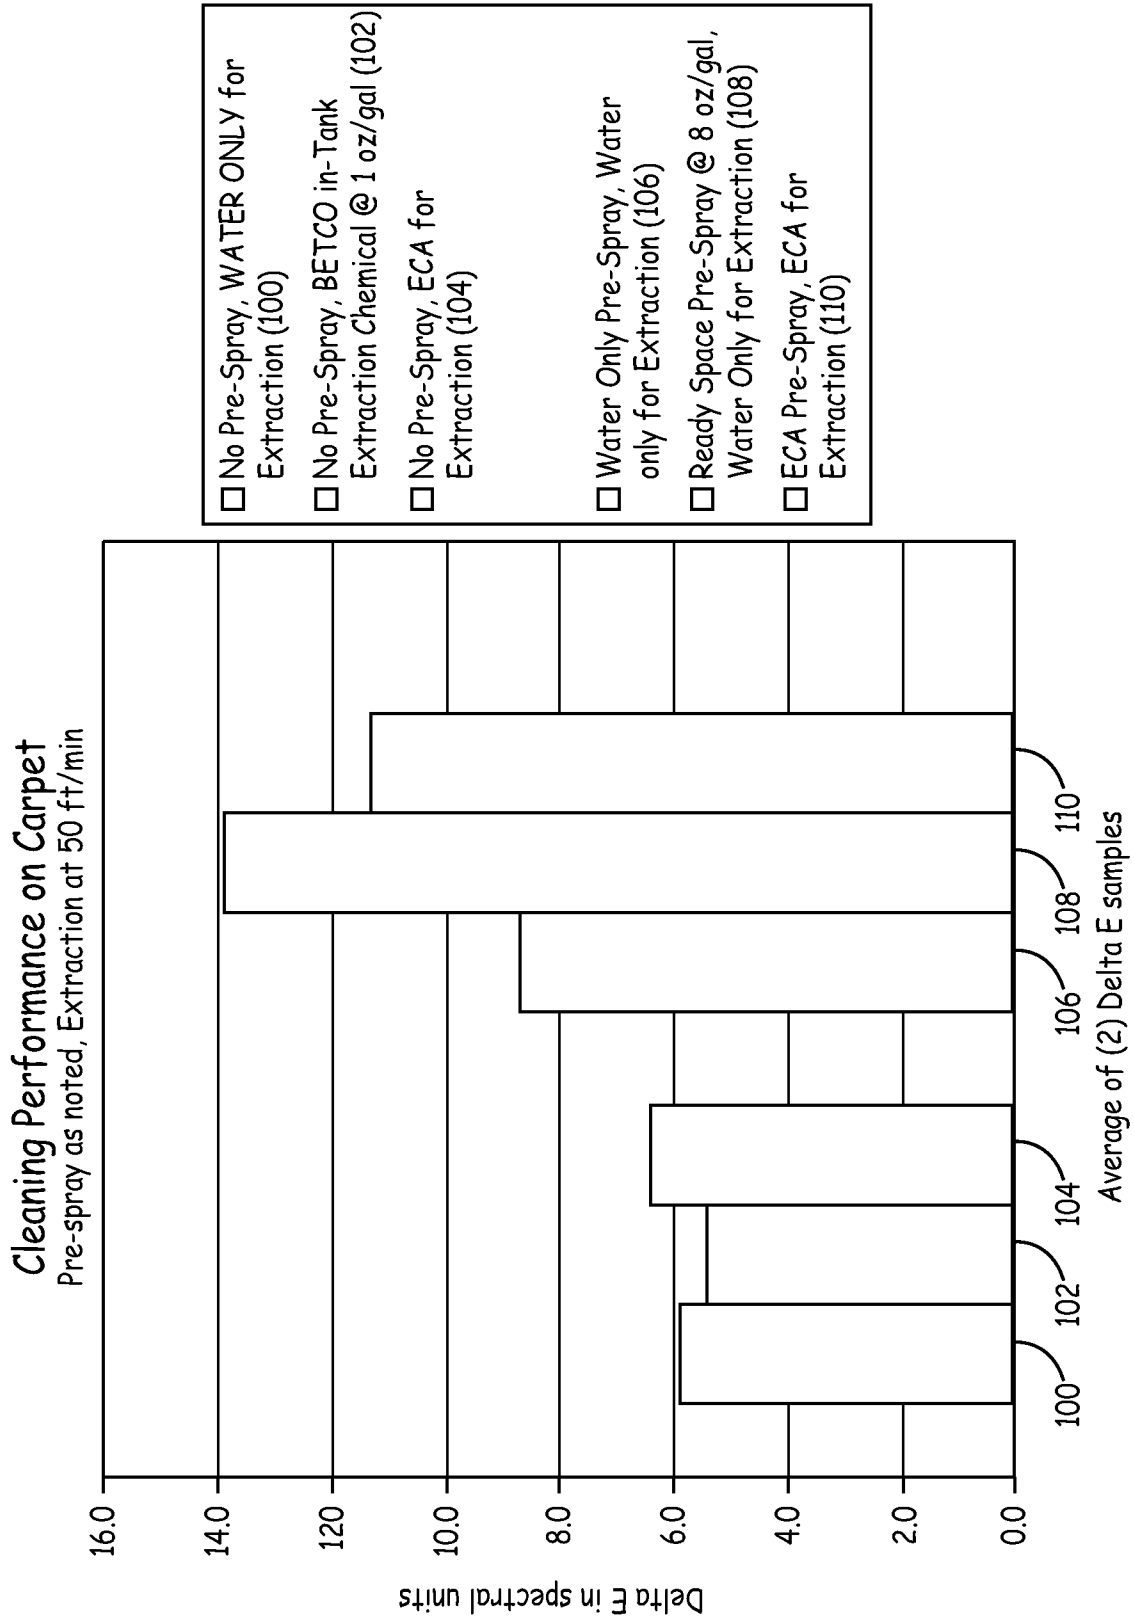 Cleaning Performance on Carpet
Pre-spray as noted, Extraction at 50 ft/min
Delta E in spectral units
16.0
14.0
120
10.0
8.0
6.0
4.0
2.0
0.0
100
102
104
106
108
110
Average of (2) Delta E samples
No Pre-Spray, WATER ONLY for
Extraction (100)
No Pre-Spray, BETCO in-Tank
Extraction Chemical @ 1 oz/gal (102)
No Pre-Spray, ECA for
Extraction (104)
Water Only Pre-Spray, Water
only for Extraction (106)
Ready Space Pre-Spray @ 8 oz/gal,
Water Only for Extraction (108)
ECA Pre-Spray, ECA for
Extraction (110)